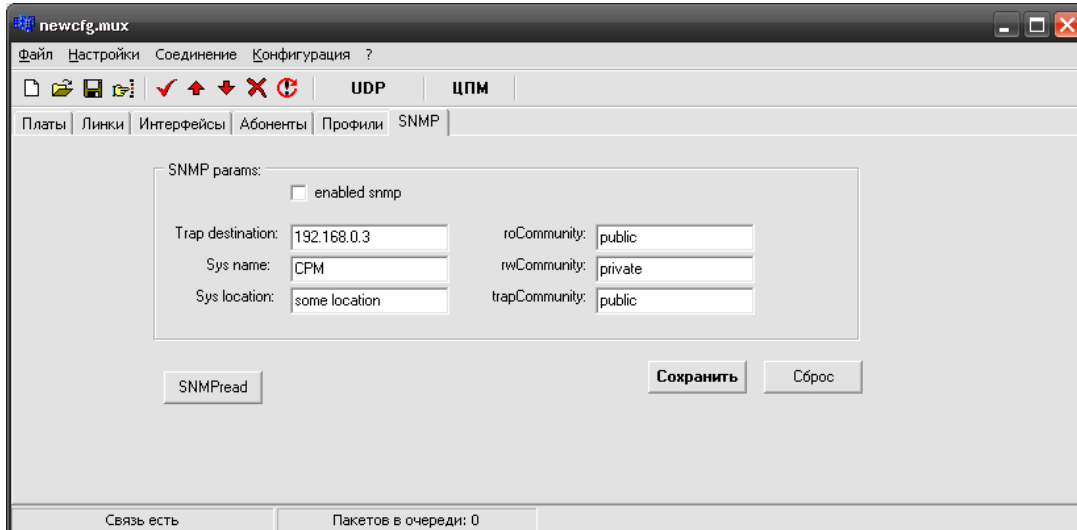 newcfg.mux
Файл Настройки Соединение Конфигурация ?
UDP ЦПМ
Платы Линки Интерфейсы Абоненты Профили SNMP
SNMP params:
enabled snmp
Trap destination: 192.168.0.3 roCommunity: public
Sys name: CPM rwCommunity: private
Sys location: some location trapCommunity: public
SNMPread Сохранить Сброс
Связь есть Пакетов в очереди: 0